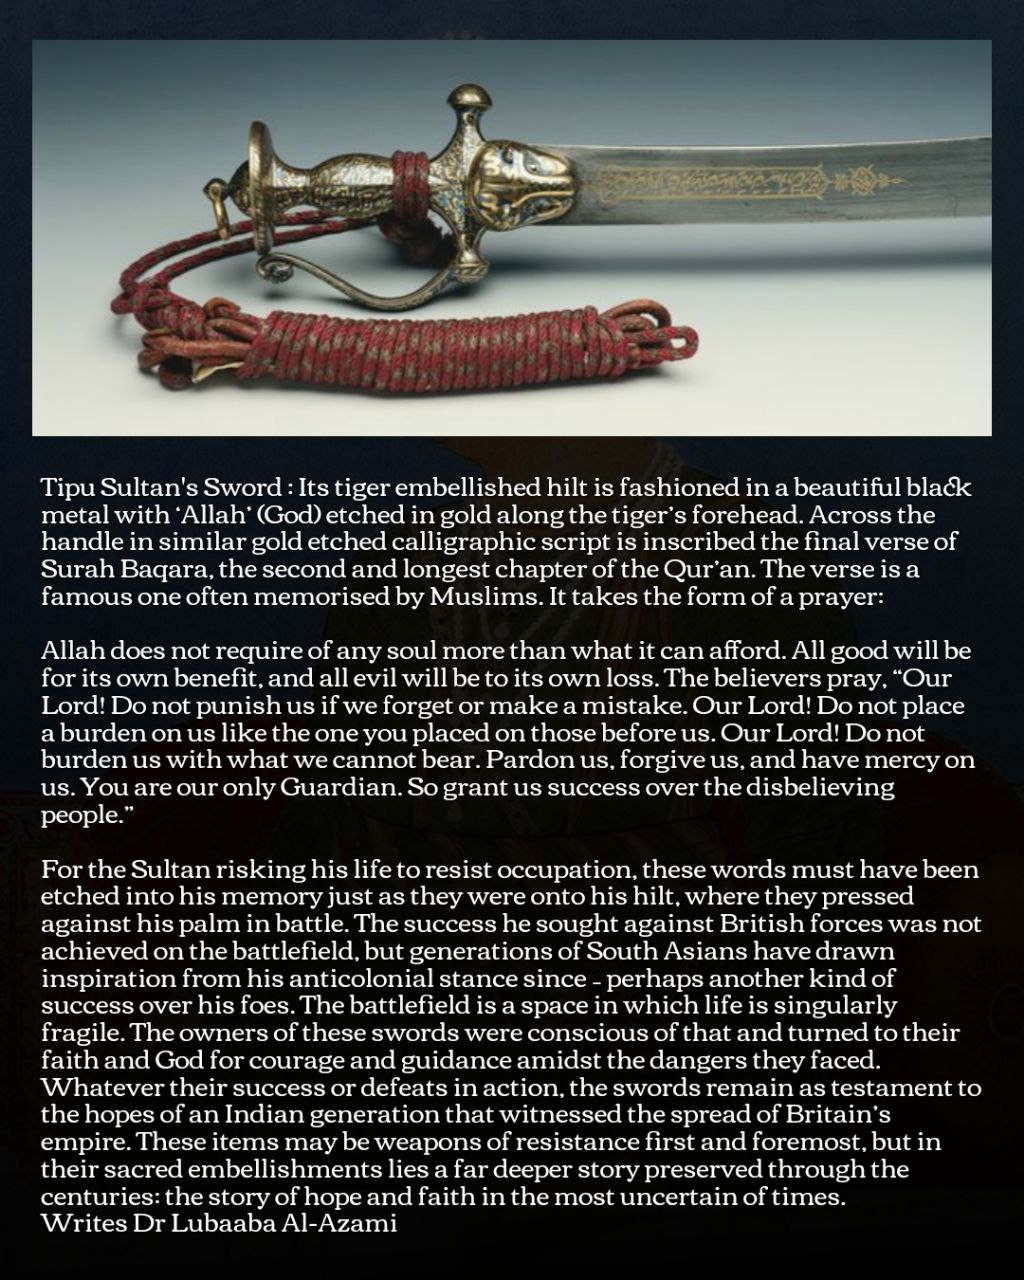 Tipu Sultan's Sword : Its tiger embellished hilt is fashioned in a beautiful black
metal with ‘Allah’ (God) etched in gold along the tiger’s forehead. Across the
handle in similar gold etched calligraphic script is inscribed the final verse of
Surah Baqara, the second and longest chapter of the Qur’an. The verse is a
famous one often memorised by Muslims. It takes the form of a prayer:
Allah does not require of any soul more than what it can afford. All good will be
for its own benefit, and all evil will be to its own loss. The believers pray, “Our
Lord! Do not punish us if we forget or make a mistake. Our Lord! Do not place
a burden on us like the one you placed on those before us. Our Lord! Do not
burden us with what we cannot bear. Pardon us, forgive us, and have mercy on
us. You are our only Guardian. So grant us success over the disbelieving
people.”
For the Sultan risking his life to resist occupation, these words must have been
etched into his memory just as they were onto his hilt, where they pressed
against his palm in battle. The success he sought against British forces was not
achieved on the battlefield, but generations of South Asians have drawn
inspiration from his anticolonial stance since - perhaps another kind of
success over his foes. The battlefield is a space in which life is singularly
fragile. The owners of these swords were conscious of that and turned to their
faith and God for courage and guidance amidst the dangers they faced.
Whatever their success or defeats in action, the swords remain as testament to
the hopes of an Indian generation that witnessed the spread of Britain’s
empire. These items may be weapons of resistance first and foremost, but in
their sacred embellishments lies a far deeper story preserved through the
centuries: the story of hope and faith in the most uncertain of times.
Writes Dr Lubaaba Al-Azami